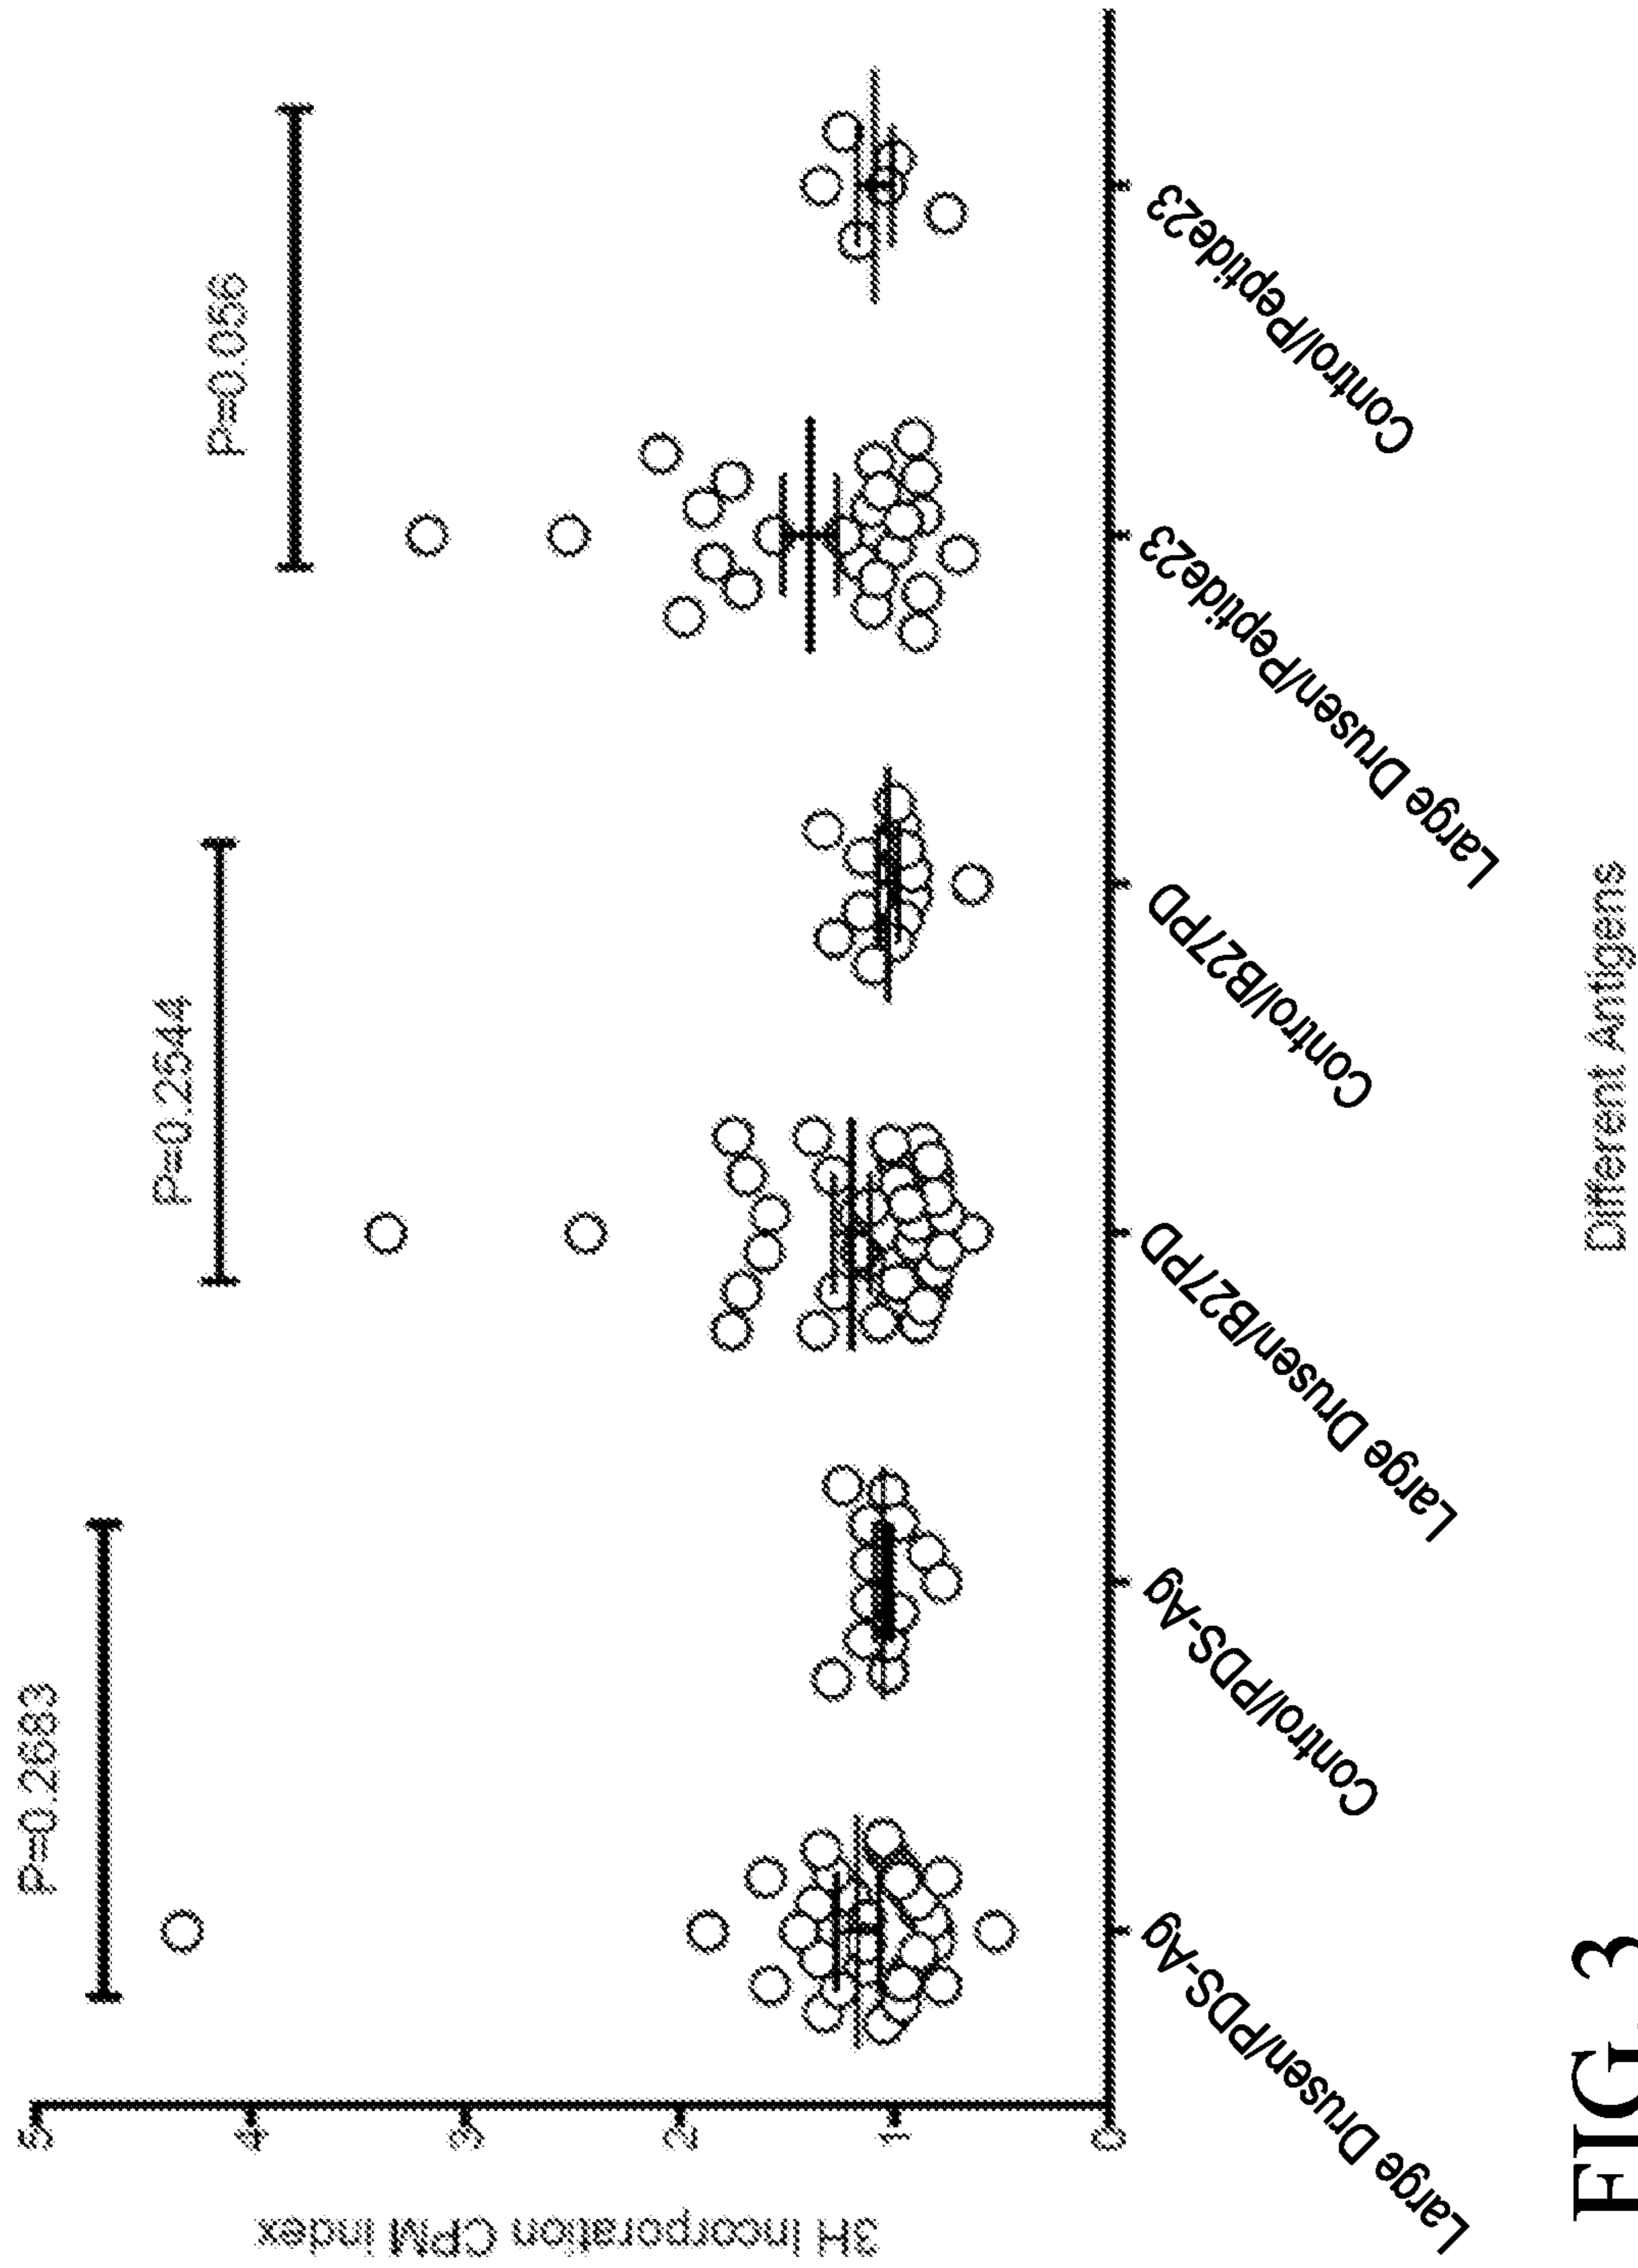 P=0.2683
P=0.2544
P=0.056
5
4
3
2
1
0
3H Incorporation CPM index
Large Drusen/PDS-Ag
Control/PDS-Ag
Large Drusen/B27PD
Control/B27PD
Large Drusen/Peptide23
Control/Peptide23
Different Antigens
FIG. 3